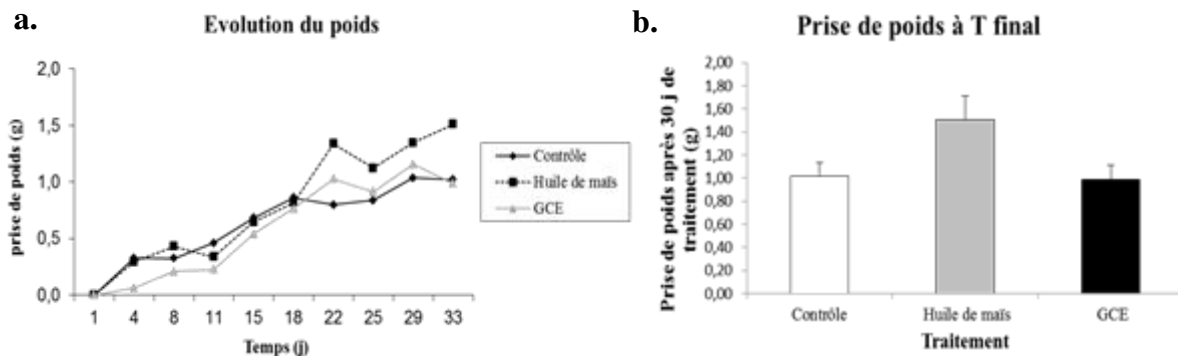 a.
Evolution du poids
prise de poids (g)
2,0
1,5
1,0
0,5
0,0
1 4 8 11 15 18 22 25 29 33
Temps (j)
Contrôle
Huile de maïs
GCE
b.
Prise de poids à T final
Prise de poids après 30 j de
traitement (g)
2,00
1,80
1,60
1,40
1,20
1,00
0,80
0,60
0,40
0,20
0,00
Contrôle Huile de maïs GCE
Traitement